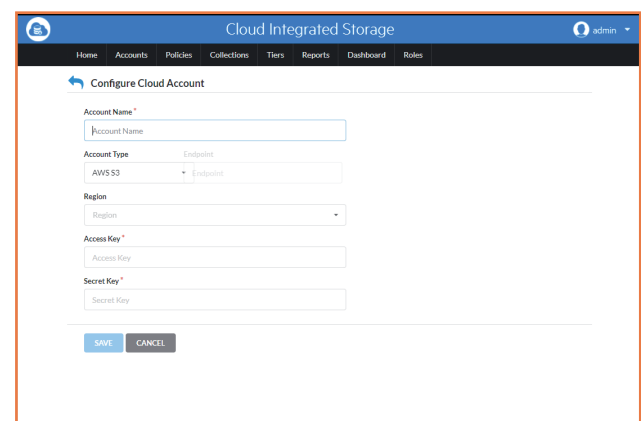 Cloud Integrated Storage
admin
Home Accounts Policies Collections Tiers Reports Dashboard Roles
Configure Cloud Account
Account Name *
Account Name
Account Type Endpoint
AWS S3 Endpoint
Region
Region
Access Key *
Access Key
Secret Key *
Secret Key
SAVE CANCEL